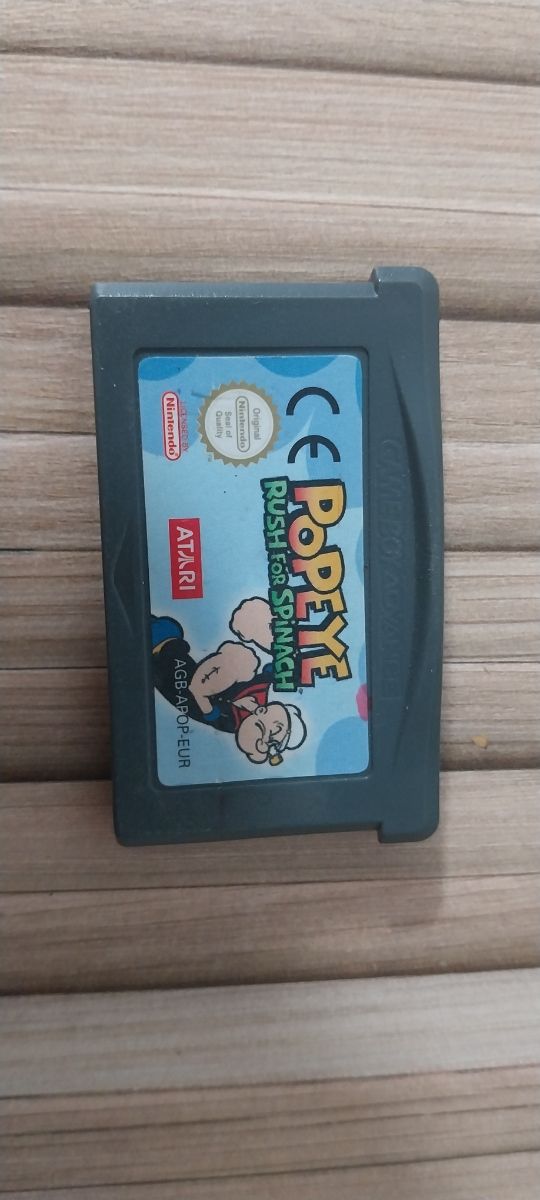 GAME BOY ADVANCE
CE
POPEYE
RUSH FOR SPINACH
Original
Nintendo
Seal of
Quality
LICENSED BY
Nintendo
ATARI
AGB-APOP-EUR